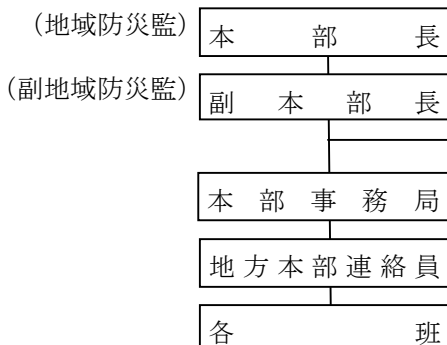 (地域防災監) 本部長
(副地域防災監) 副本部長
本部事務局
地方本部連絡員
各班